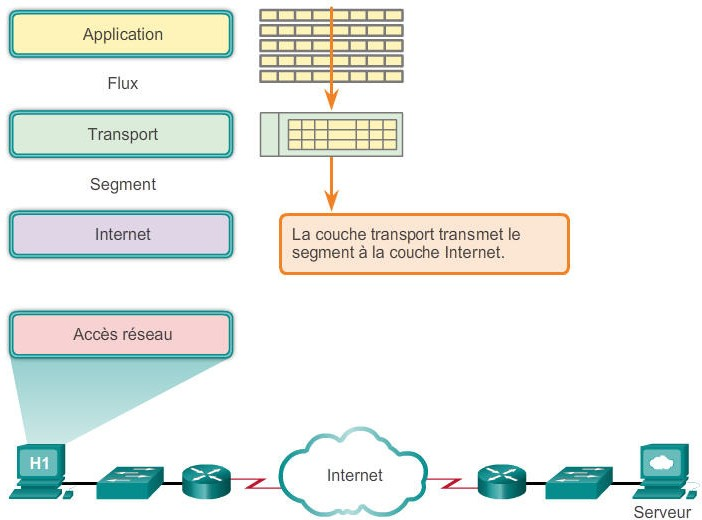 Application
Flux
Transport
Segment
Internet
La couche transport transmet le
segment à la couche Internet.
Accès réseau
H1
Internet
Serveur